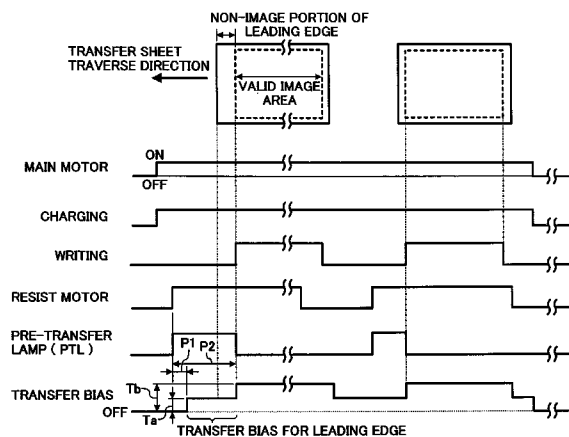 NON-IMAGE PORTION OF
LEADING EDGE
TRANSFER SHEET
TRAVERSE DIRECTION
VALID IMAGE
AREA
MAIN MOTOR
ON
OFF
CHARGING
WRITING
RESIST MOTOR
PRE-TRANSFER
LAMP ( PTL )
P1
P2
Tb
TRANSFER BIAS
OFF
Ta
TRANSFER BIAS FOR LEADING EDGE